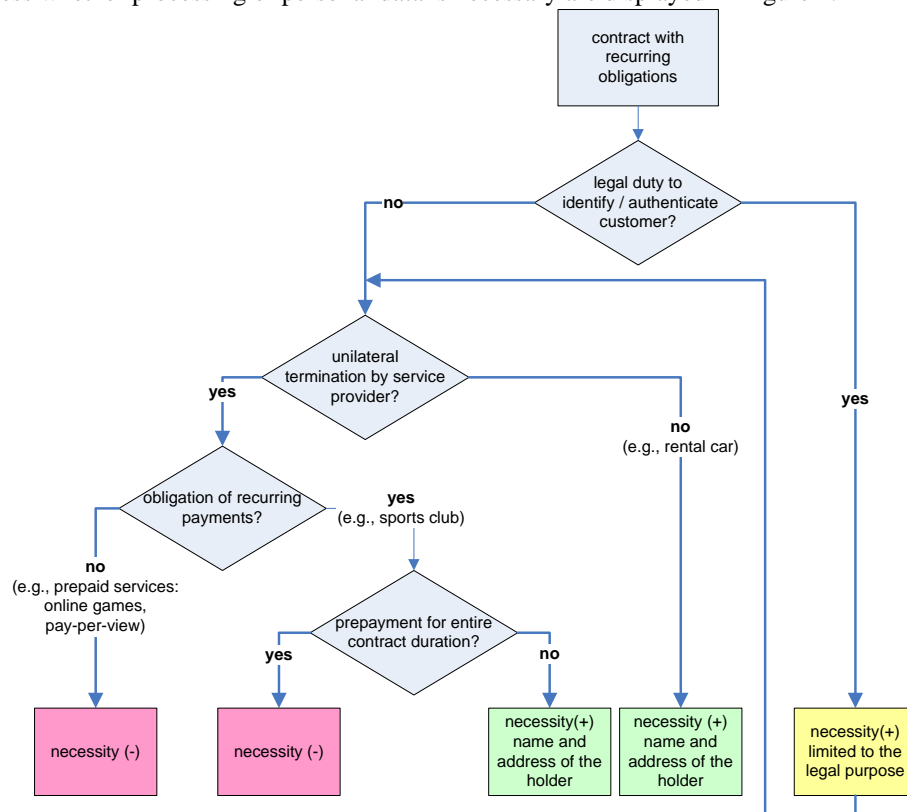 contract with
recurring
obligations
legal duty to
identify / authenticate
customer?
no
yes
unilateral
termination by service
provider?
yes
no
(e.g., rental car)
obligation of recurring
payments?
yes
(e.g., sports club)
no
(e.g., prepaid services:
online games,
pay-per-view)
prepayment for entire
contract duration?
yes
no
necessity (-)
necessity (-)
necessity(+)
name and
address of the
holder
necessity (+)
name and
address of the
holder
necessity(+)
limited to the
legal purpose